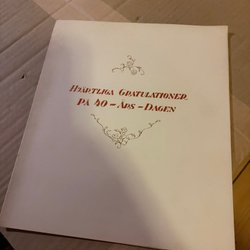 Hjärtliga Gratulationer
på 40-Års-Dagen